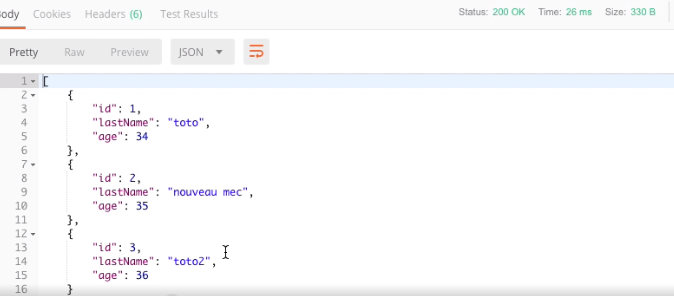 Body Cookies Headers (6) Test Results Status: 200 OK Time: 26 ms Size: 330 B
Pretty Raw Preview JSON
1 [
2 {
3 "id": 1,
4 "lastName": "toto",
5 "age": 34
6 },
7 {
8 "id": 2,
9 "lastName": "nouveau mec",
10 "age": 35
11 },
12 {
13 "id": 3,
14 "lastName": "toto2",
15 "age": 36
16 }